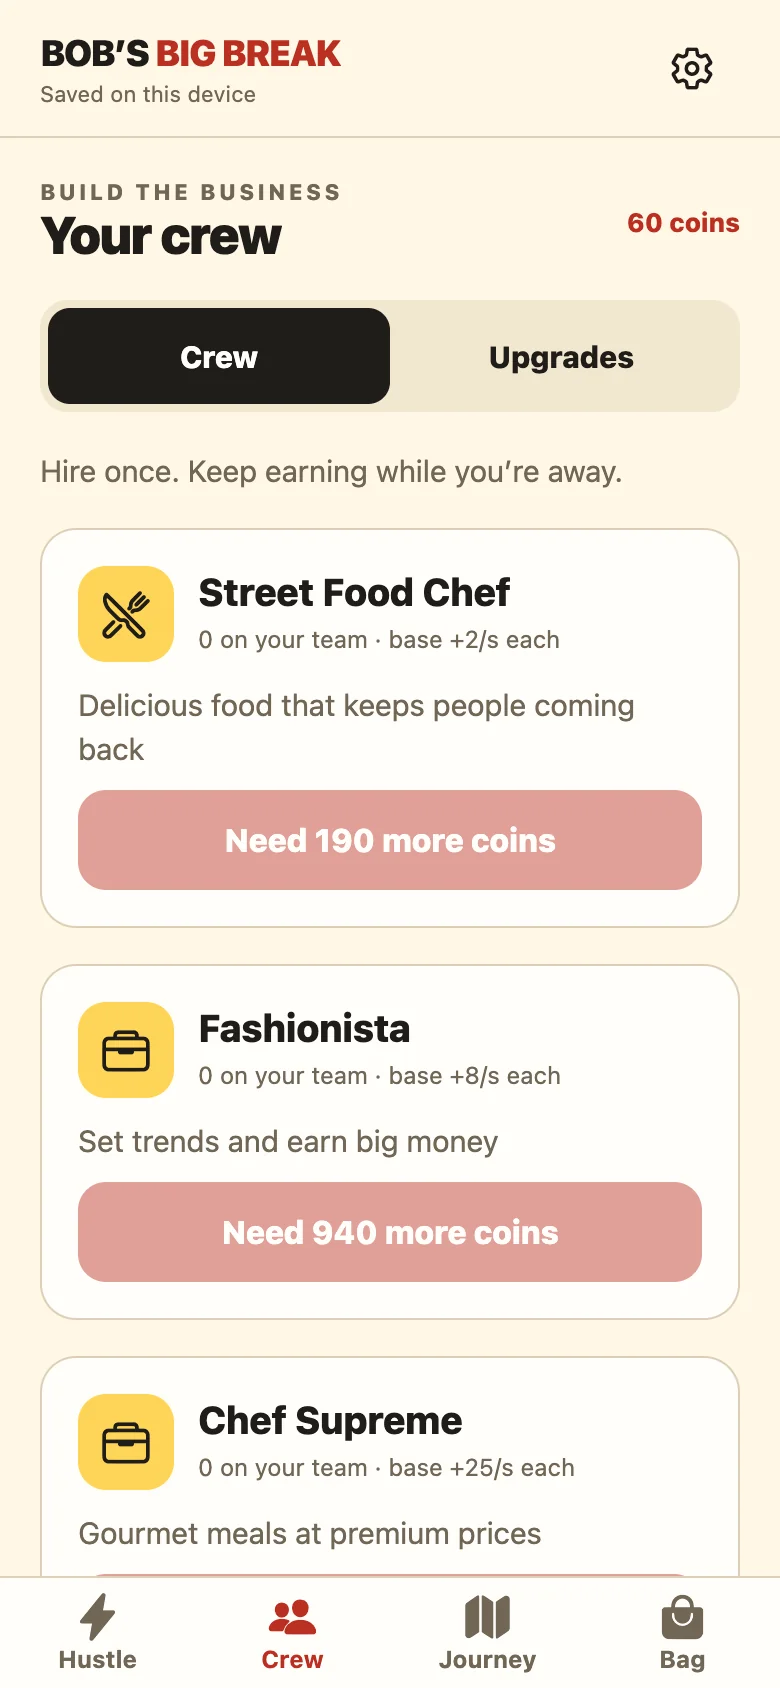 BOB’S BIG BREAK
Saved on this device
BUILD THE BUSINESS
Your crew
60 coins
Crew
Upgrades
Hire once. Keep earning while you’re away.
Street Food Chef
0 on your team · base +2/s each
Delicious food that keeps people coming
back
Need 190 more coins
Fashionista
0 on your team · base +8/s each
Set trends and earn big money
Need 940 more coins
Chef Supreme
0 on your team · base +25/s each
Gourmet meals at premium prices
Hustle
Crew
Journey
Bag